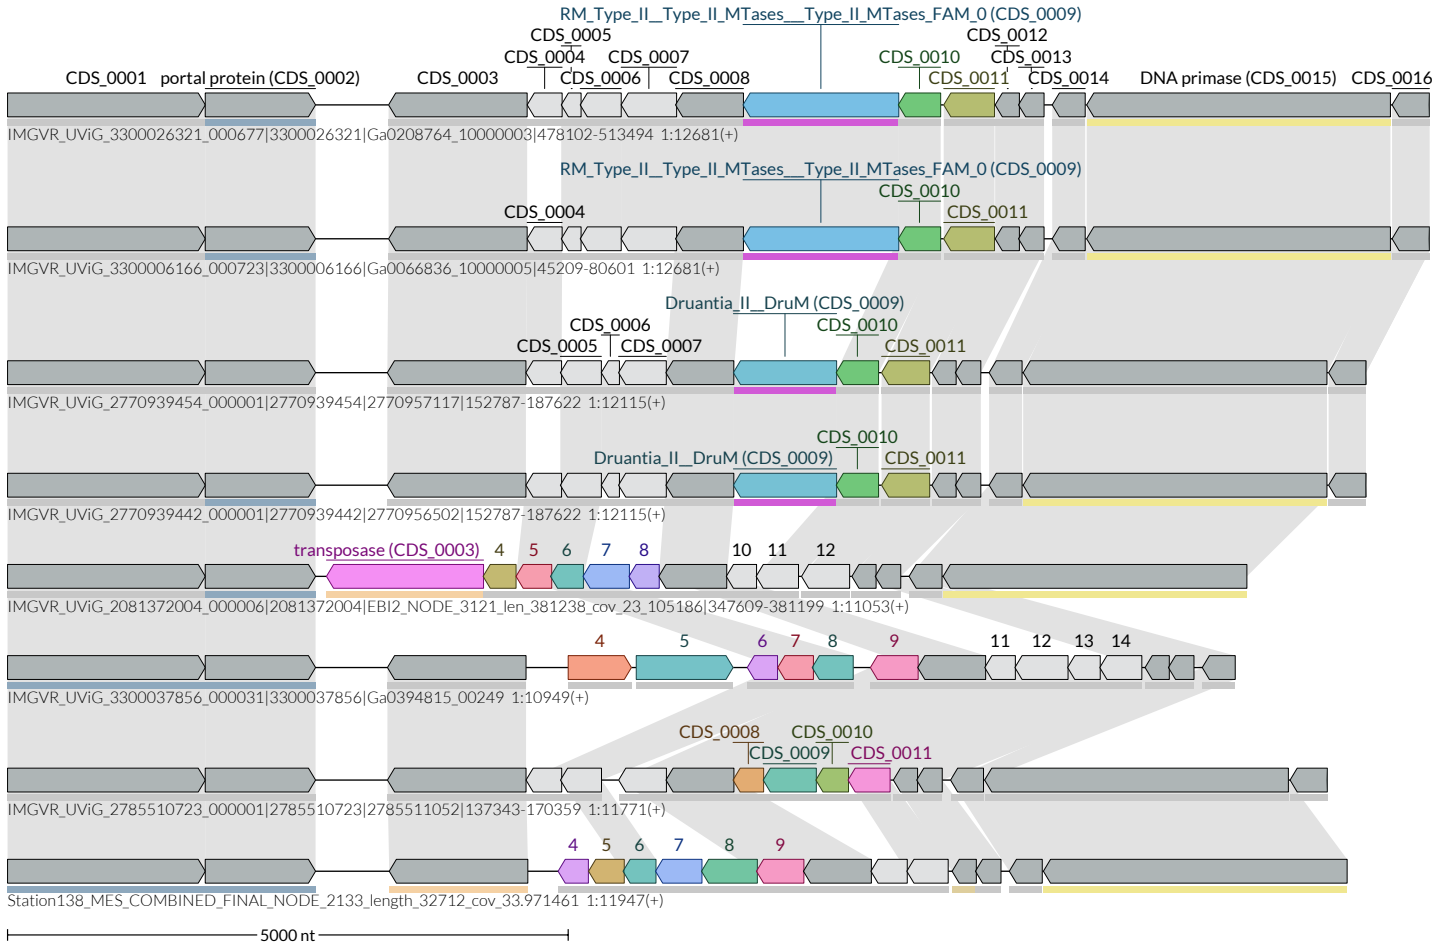 RM_Type_II__Type_II_MTases___Type_II_MTases_FAM_0 (CDS_0009)
CDS_0005 CDS_0012
CDS_0004 CDS_0007 CDS_0010 CDS_0013
CDS_0001 portal protein (CDS_0002) CDS_0003 CDS_0006 CDS_0008 CDS_0011 CDS_0014 DNA primase (CDS_0015) CDS_0016
IMGVR_UViG_3300026321_000677|3300026321|Ga0208764_10000003|478102-513494 1:12681(+)
RM_Type_II__Type_II_MTases___Type_II_MTases_FAM_0 (CDS_0009)
CDS_0010
CDS_0004 CDS_0011
IMGVR_UViG_3300006166_000723|3300006166|Ga0066836_10000005|45209-80601 1:12681(+)
Druantia_II__DruM (CDS_0009)
CDS_0006 CDS_0010
CDS_0005 CDS_0007 CDS_0011
IMGVR_UViG_2770939454_000001|2770939454|2770957117|152787-187622 1:12115(+)
CDS_0010
Druantia_II__DruM (CDS_0009) CDS_0011
IMGVR_UViG_2770939442_000001|2770939442|2770956502|152787-187622 1:12115(+)
transposase (CDS_0003) 4 5 6 7 8 10 11 12
IMGVR_UViG_2081372004_000006|2081372004|EBI2_NODE_3121_len_381238_cov_23_105186|347609-381199 1:11053(+)
4 5 6 7 8 9 11 12 13 14
IMGVR_UViG_3300037856_000031|3300037856|Ga0394815_00249 1:10949(+)
CDS_0008 CDS_0010
CDS_0009 CDS_0011
IMGVR_UViG_2785510723_000001|2785510723|2785511052|137343-170359 1:11771(+)
4 5 6 7 8 9
Station138_MES_COMBINED_FINAL_NODE_2133_length_32712_cov_33.971461 1:11947(+)
5000 nt